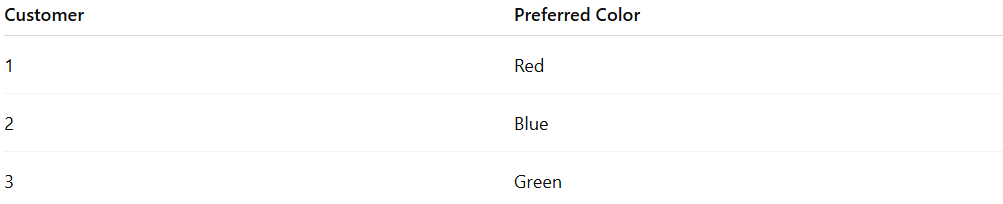 Customer Preferred Color
1 Red
2 Blue
3 Green